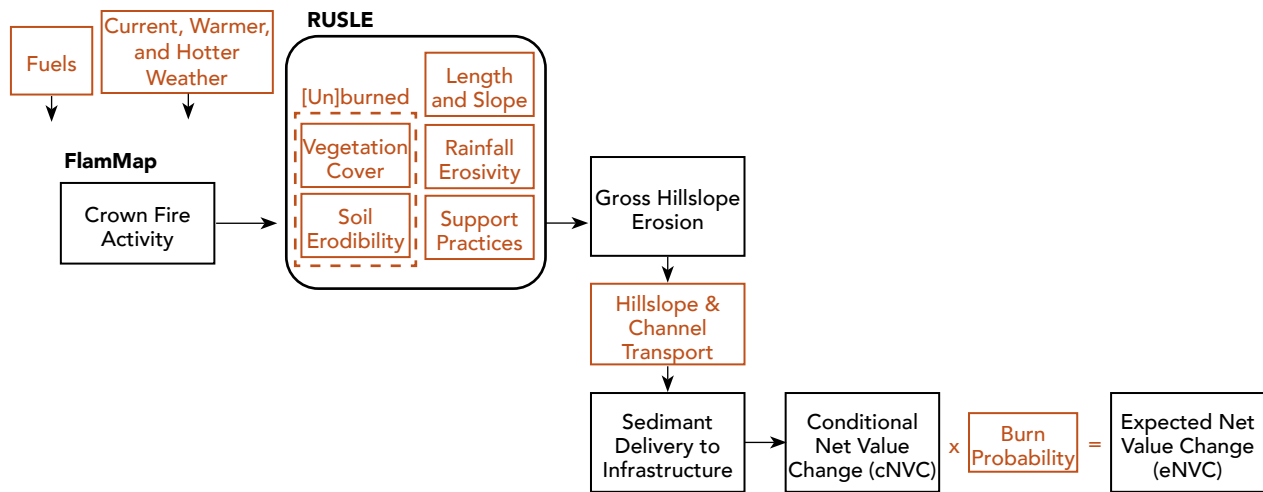 Fuels
Current, Warmer,
and Hotter
Weather
FlamMap
Crown Fire
Activity
RUSLE
[Un]burned
Vegetation
Cover
Soil
Erodibility
Length
and Slope
Rainfall
Erosivity
Support
Practices
Gross Hillslope
Erosion
Hillslope &
Channel
Transport
Sedimant
Delivery to
Infrastructure
Conditional
Net Value
Change (cNVC)
x
Burn
Probability
=
Expected Net
Value Change
(eNVC)